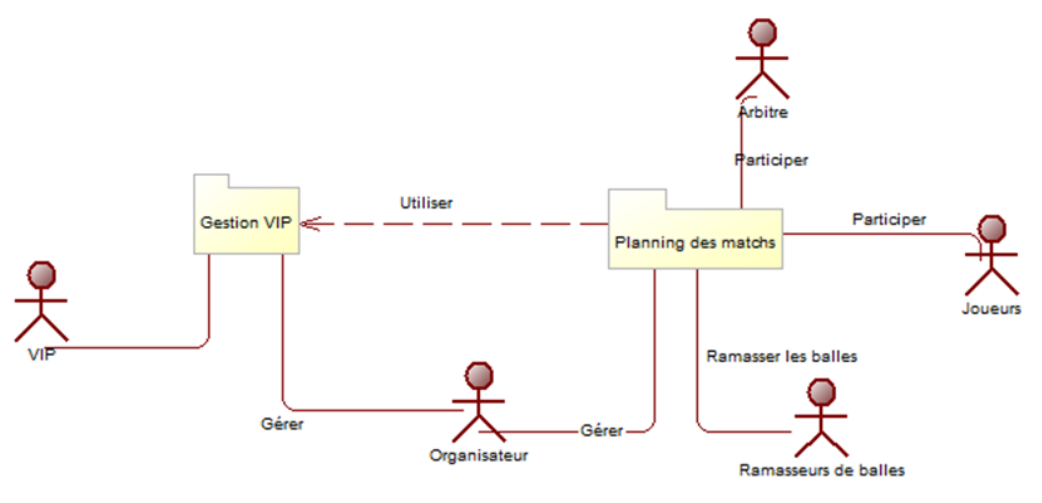 Arbitre
Participer
Utiliser
Participer
Gestion VIP
Planning des matchs
Joueurs
VIP
Ramasser les balles
Gérer
Gérer
Organisateur
Ramasseurs de balles